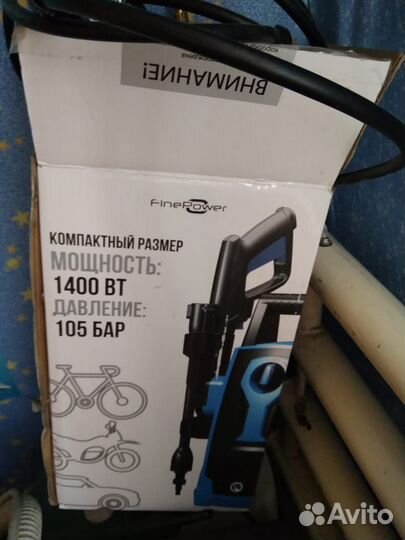 ВНИМАНИЕ!
FinePower
КОМПАКТНЫЙ РАЗМЕР
МОЩНОСТЬ:
1400 ВТ
ДАВЛЕНИЕ:
105 БАР
Avito